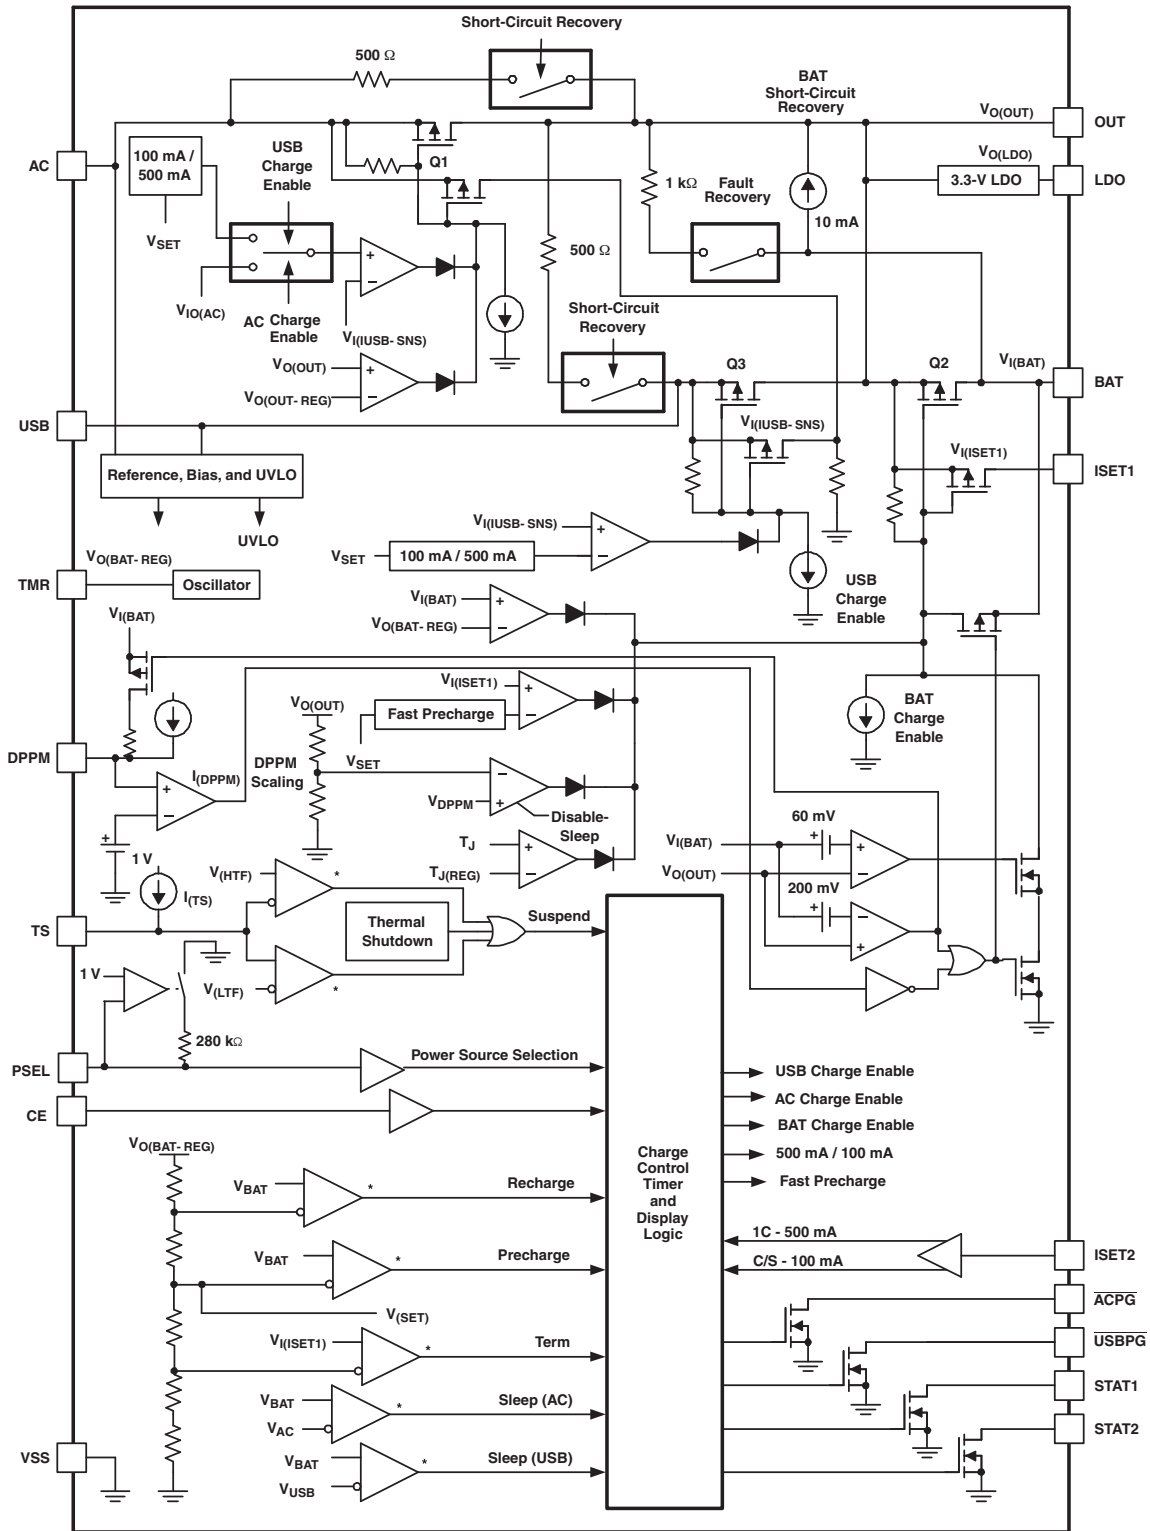 Short-Circuit Recovery
500 Ω
BAT
Short-Circuit
Recovery
VO(OUT)
OUT
AC
100 mA /
500 mA
USB
Charge
Enable
Q1
VO(LDO)
3.3-V LDO
LDO
1 kΩ
Fault
Recovery
10 mA
VSET
500 Ω
VIO(AC)
AC Charge
Enable
+
–
VI(IUSB- SNS)
Short-Circuit
Recovery
VO(OUT)
+
VO(OUT- REG)
–
Q3
Q2
VI(BAT)
BAT
USB
VI(IUSB- SNS)
VI(ISET1)
ISET1
Reference, Bias, and UVLO
UVLO
VI(IUSB- SNS)
+
VSET
100 mA / 500 mA
–
VO(BAT- REG)
TMR
Oscillator
USB
Charge
Enable
VI(BAT)
+
VO(BAT- REG)
–
VI(BAT)
VI(ISET1)
+
Fast Precharge
–
VO(OUT)
BAT
Charge
Enable
DPPM
VSET
I(DPPM)
DPPM
Scaling
–
VDPPM
+
Disable-
Sleep
+
–
+
1 V
TJ
+
TJ(REG)
–
60 mV
VI(BAT)
+
+
VO(OUT)
–
200 mV
+
–
+
V(HTF)
*
I(TS)
TS
Thermal
Shutdown
Suspend
1 V
V(LTF)
*
280 kΩ
PSEL
Power Source Selection
CE
USB Charge Enable
AC Charge Enable
BAT Charge Enable
500 mA / 100 mA
Fast Precharge
Charge
Control
Timer
and
Display
Logic
VO(BAT- REG)
VBAT
*
Recharge
VBAT
*
Precharge
V(SET)
VI(ISET1)
*
Term
VBAT
*
Sleep (AC)
VAC
VBAT
*
Sleep (USB)
VUSB
VSS
1C - 500 mA
C/S - 100 mA
ISET2
ACPG
USBPG
STAT1
STAT2